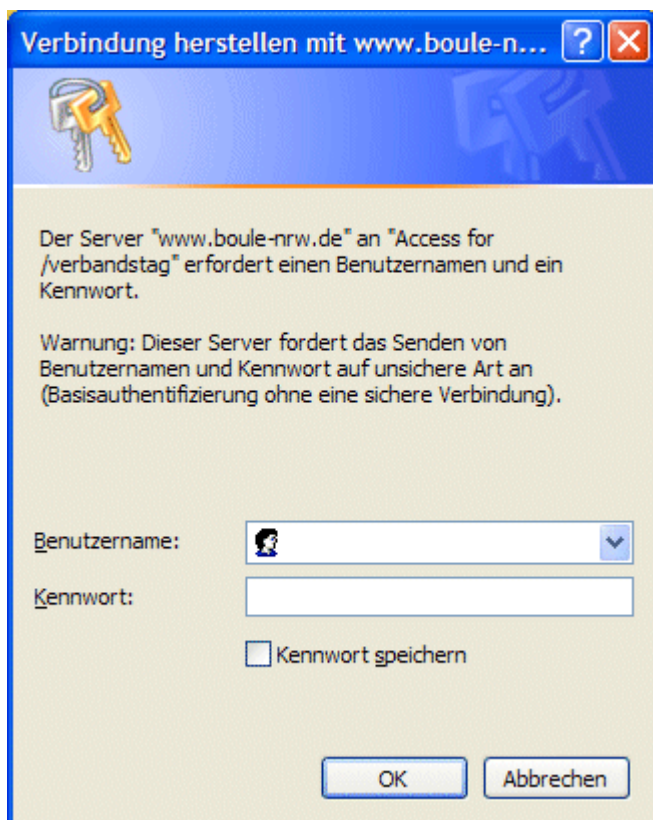 Verbindung herstellen mit www.boule-n...
Der Server "www.boule-nrw.de" an "Access for
/verbandstag" erfordert einen Benutzernamen und ein
Kennwort.
Warnung: Dieser Server fordert das Senden von
Benutzernamen und Kennwort auf unsichere Art an
(Basisauthentifizierung ohne eine sichere Verbindung).
Benutzername:
Kennwort:
Kennwort speichern
OK Abbrechen